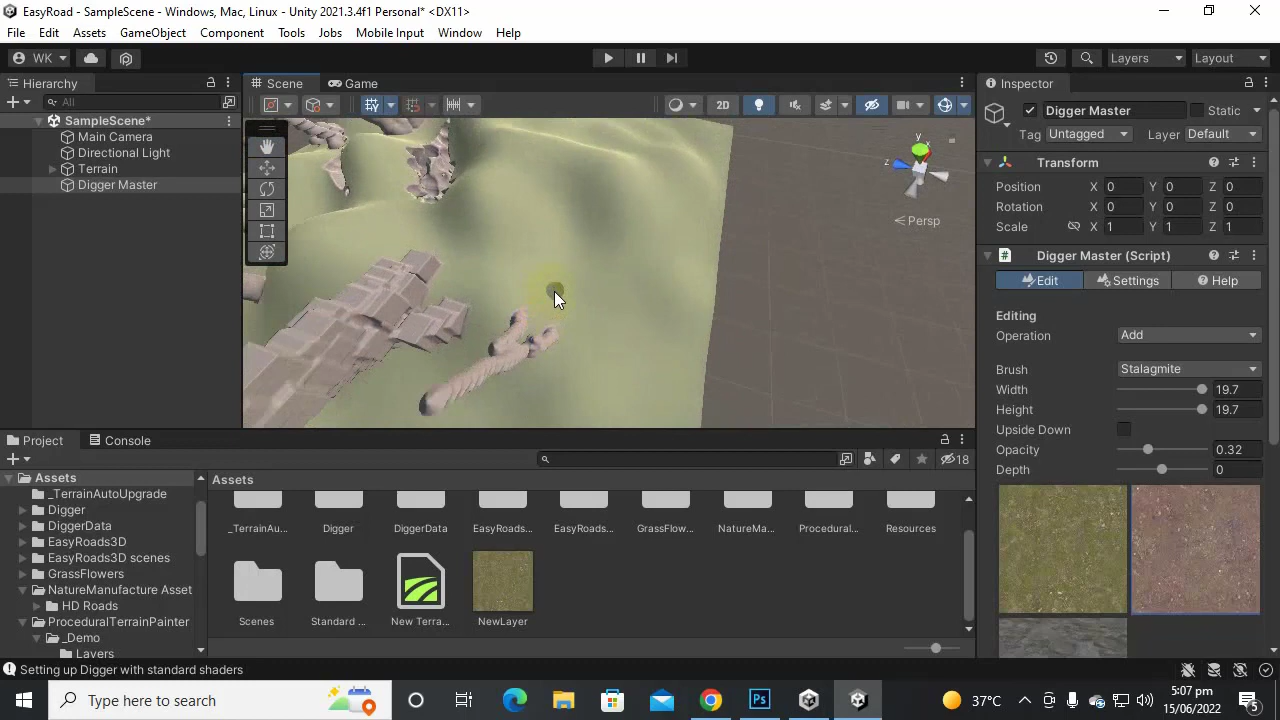 EasyRoad - SampleScene - Windows, Mac, Linux - Unity 2021.3.4f1 Personal* <DX11>
File Edit Assets GameObject Component Tools Jobs Mobile Input Window Help
WK Layers Layout
Hierarchy
All
SampleScene*
Main Camera
Directional Light
Terrain
Digger Master
Scene Game
2D
y
x
z
Persp
Inspector
Digger Master Static
Tag Untagged Layer Default
Transform
Position X 0 Y 0 Z 0
Rotation X 0 Y 0 Z 0
Scale X 1 Y 1 Z 1
Digger Master (Script)
Edit Settings Help
Editing
Operation Add
Brush Stalagmite
Width 19.7
Height 19.7
Upside Down
Opacity 0.32
Depth 0
Project Console
18
Assets
_TerrainAutoUpgrade
Digger
DiggerData
EasyRoads3D
EasyRoads3D scenes
GrassFlowers
NatureManufacture Asset
HD Roads
ProceduralTerrainPainter
_Demo
Layers
Assets
_TerrainAu... Digger DiggerData EasyRoads... EasyRoads... GrassFlow... NatureMa... Procedural... Resources
Scenes Standard ... New Terra... NewLayer
Setting up Digger with standard shaders
Type here to search
37°C
5:07 pm
15/06/2022
5